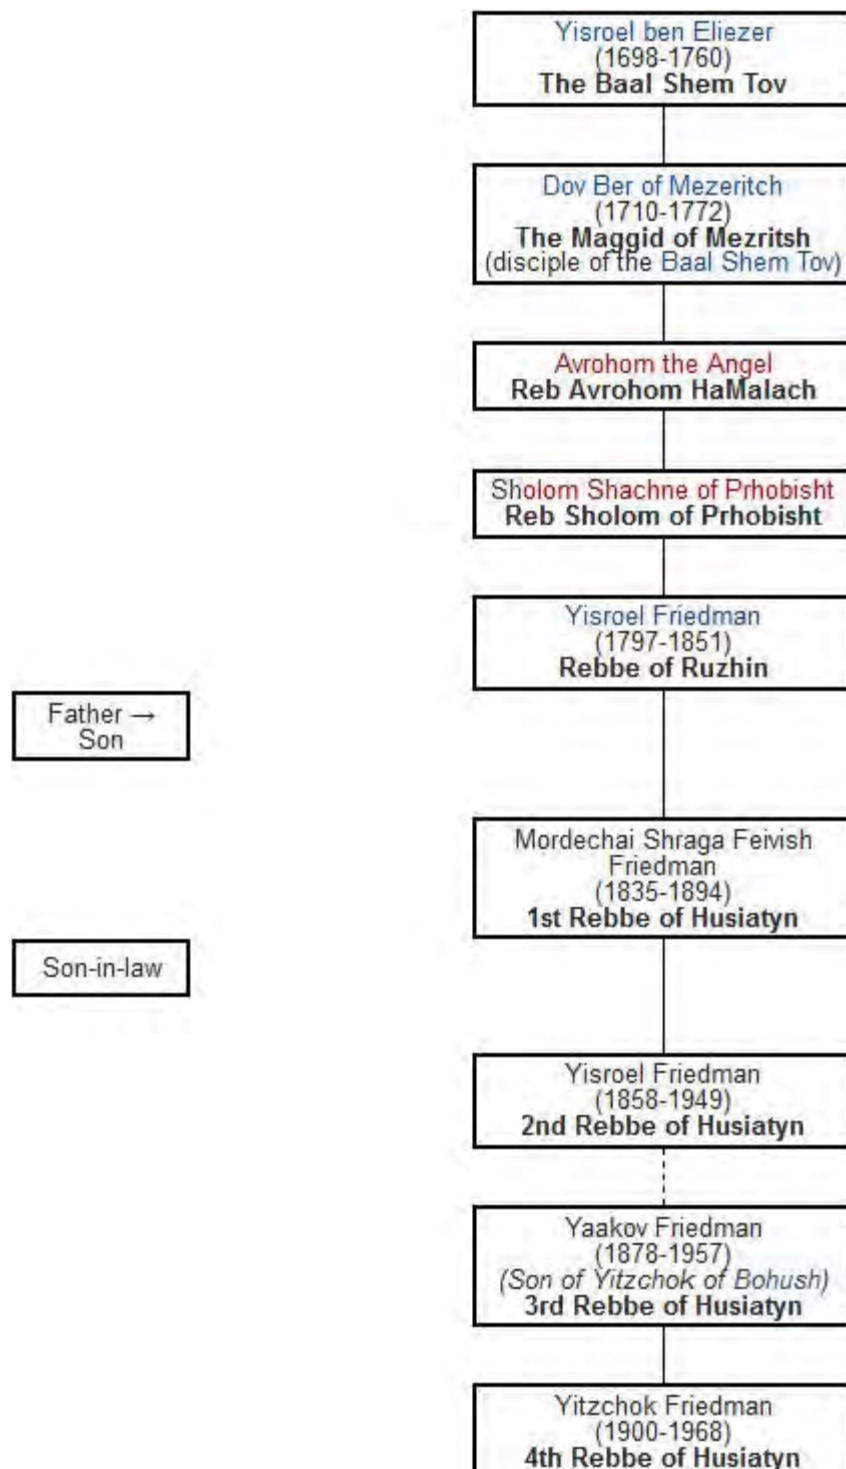 Yisroel ben Eliezer
(1698-1760)
The Baal Shem Tov
Dov Ber of Mezeritch
(1710-1772)
The Maggid of Mezritsh
(disciple of the Baal Shem Tov)
Avrohom the Angel
Reb Avrohom HaMalach
Sholom Shachne of Prhobisht
Reb Sholom of Prhobisht
Yisroel Friedman
(1797-1851)
Rebbe of Ruzhin
Father →
Son
Mordechai Shraga Feivish
Friedman
(1835-1894)
1st Rebbe of Husiatyn
Son-in-law
Yisroel Friedman
(1858-1949)
2nd Rebbe of Husiatyn
Yaakov Friedman
(1878-1957)
(Son of Yitzchok of Bohush)
3rd Rebbe of Husiatyn
Yitzchok Friedman
(1900-1968)
4th Rebbe of Husiatyn